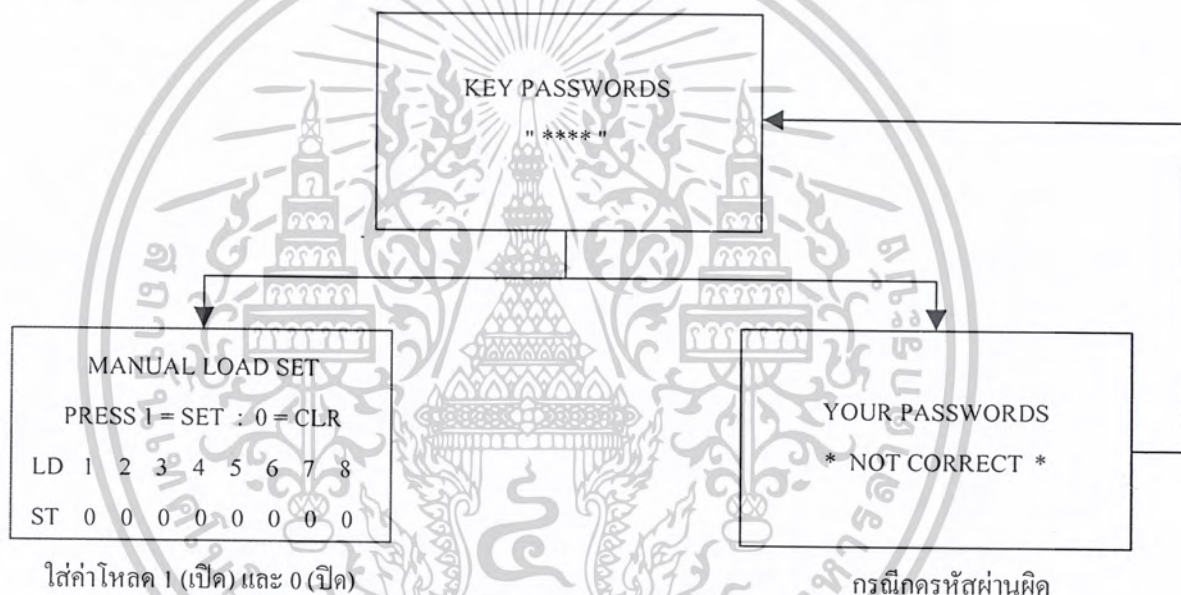 KEY PASSWORDS
" **** "
MANUAL LOAD SET
PRESS 1 = SET : 0 = CLR
LD 1 2 3 4 5 6 7 8
ST 0 0 0 0 0 0 0 0
ใส่ค่าโหลด 1 (เปิด) และ 0 (ปิด)
YOUR PASSWORDS
* NOT CORRECT *
กรณีกดรหัสผ่านผิด